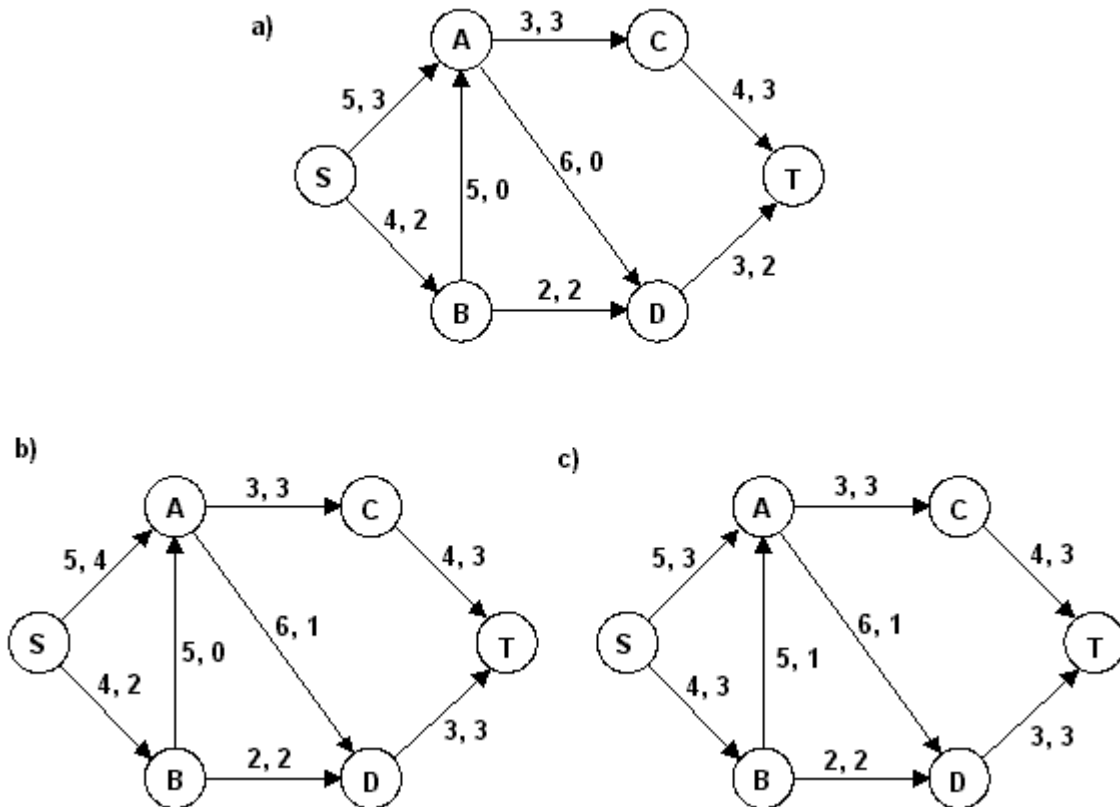 a)
A
3, 3
C
5, 3
4, 3
S
5, 0
6, 0
T
4, 2
3, 2
B
2, 2
D
b)
A
3, 3
C
5, 4
4, 3
S
5, 0
6, 1
T
4, 2
3, 3
B
2, 2
D
c)
A
3, 3
C
5, 3
4, 3
S
5, 1
6, 1
T
4, 3
3, 3
B
2, 2
D